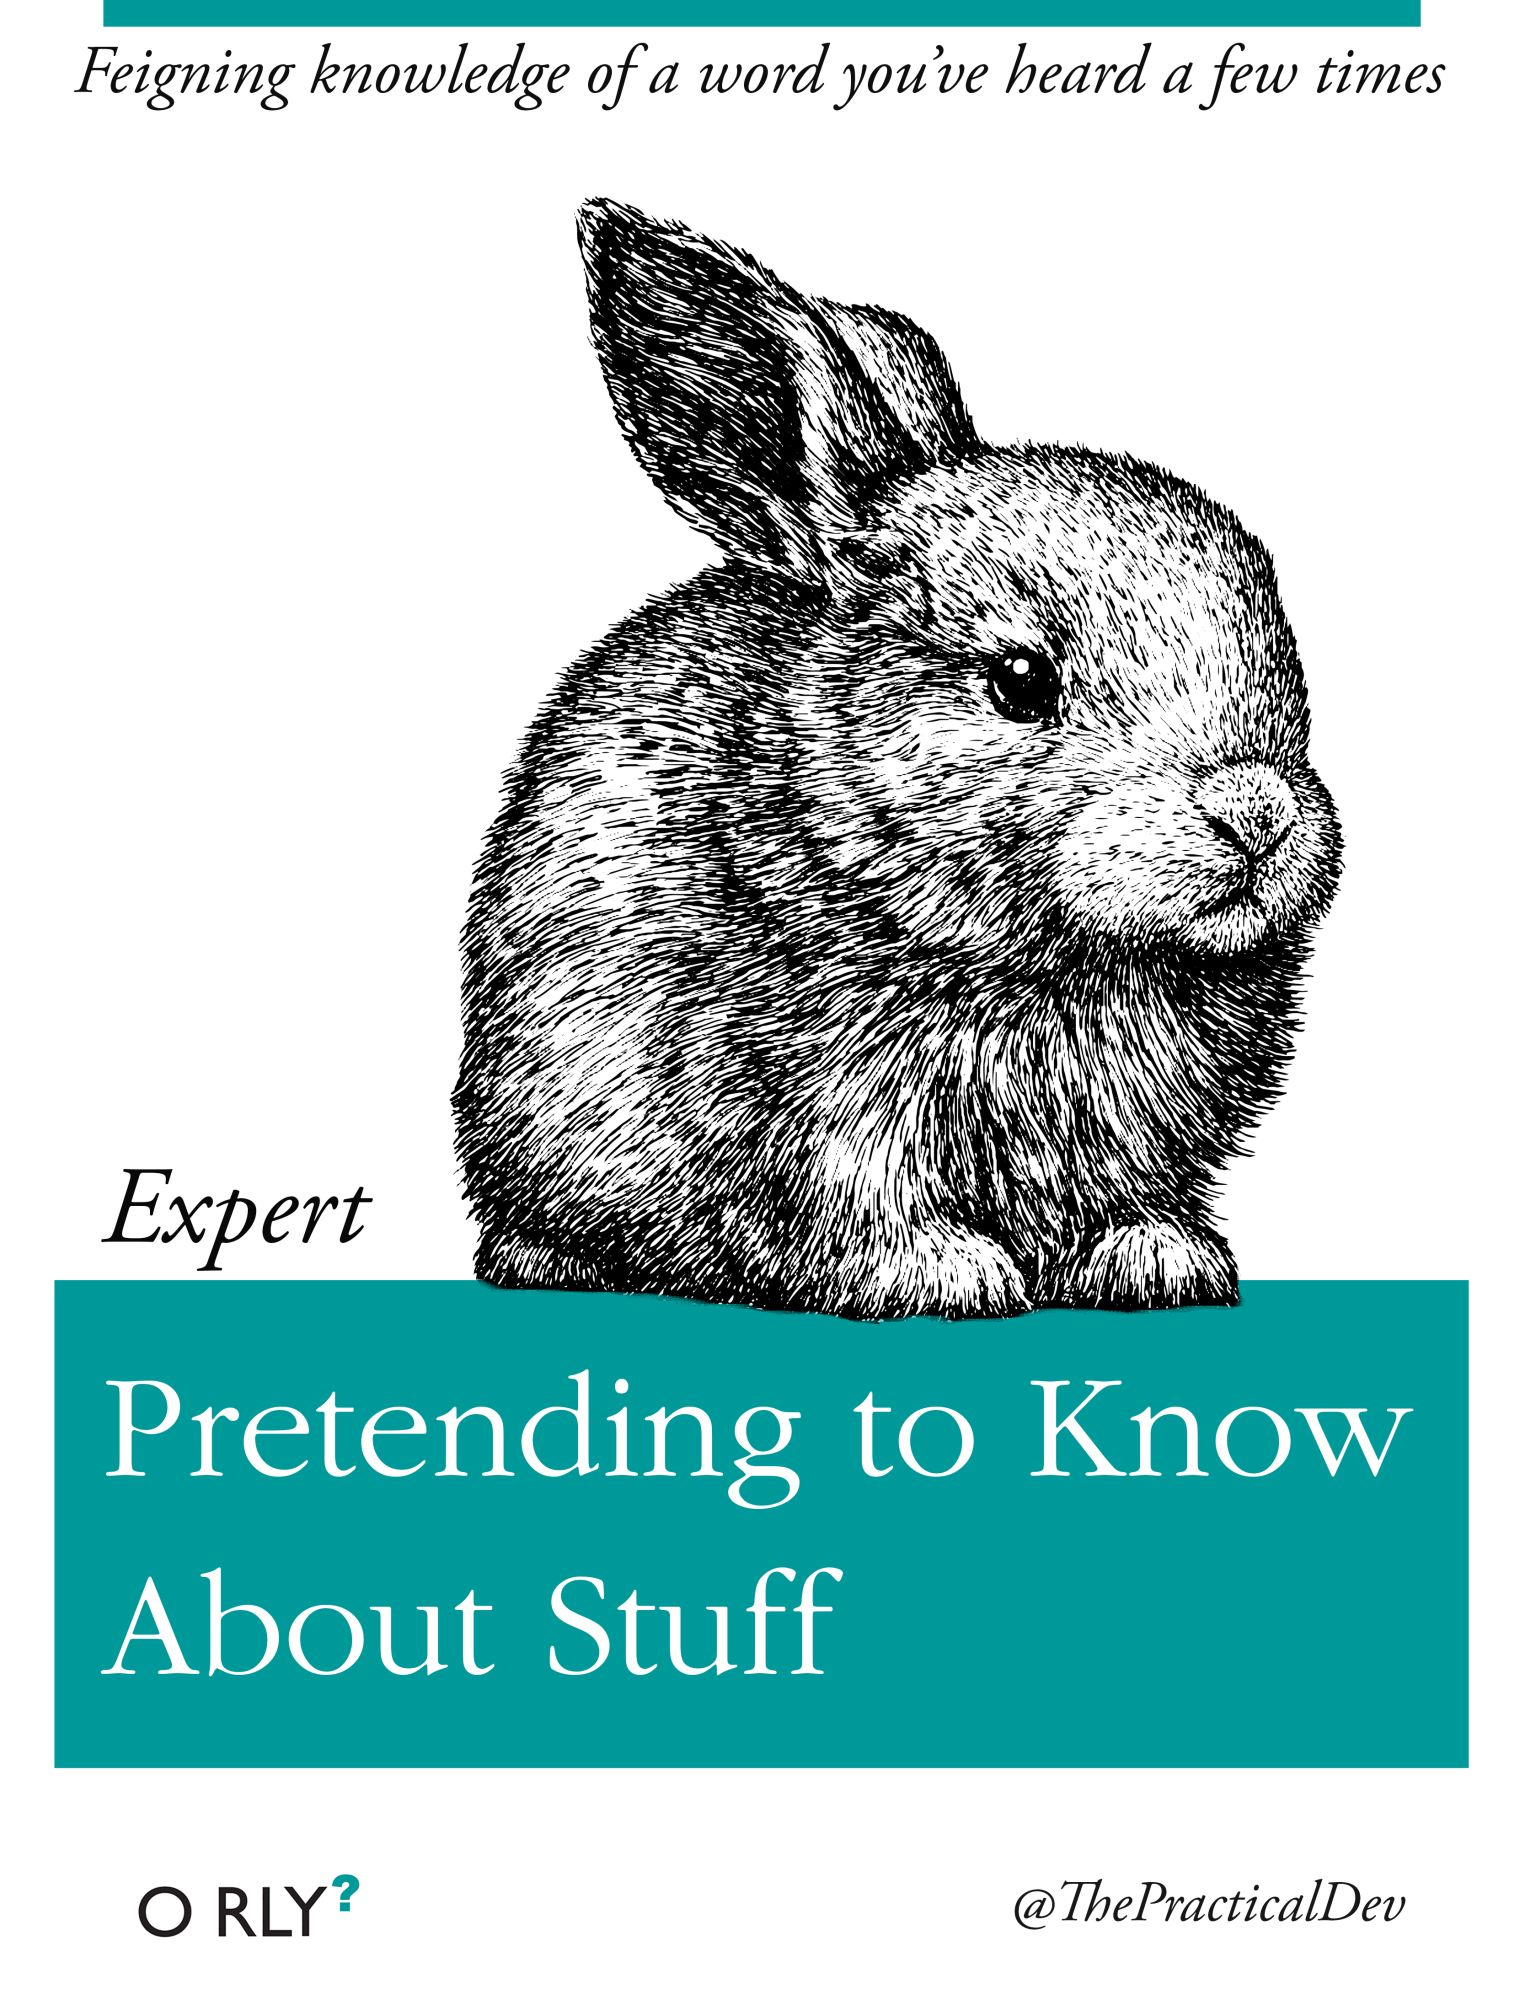 Feigning knowledge of a word you've heard a few times
Expert
Pretending to Know
About Stuff
O RLY?
@ThePracticalDev